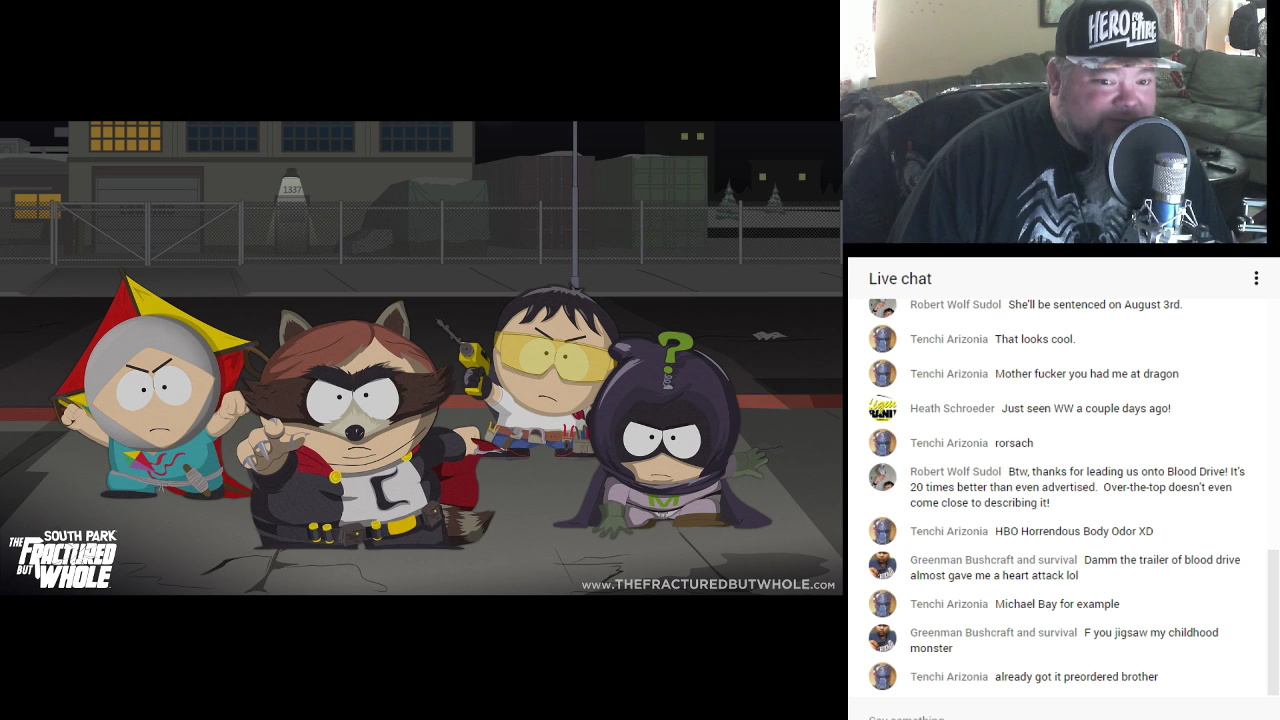 1337
SOUTH PARK
THE FRACTURED
BUT WHOLE
WWW.THEFRACTUREDBUTWHOLE.COM
?
M
HERO FOR
HIRE
Live chat
Robert Wolf Sudol She'll be sentenced on August 3rd.
Tenchi Arizonia That looks cool.
Tenchi Arizonia Mother fucker you had me at dragon
Heath Schroeder Just seen WW a couple days ago!
Tenchi Arizonia rorsach
Robert Wolf Sudol Btw, thanks for leading us onto Blood Drive! It's
20 times better than even advertised. Over-the-top doesn't even
come close to describing it!
Tenchi Arizonia HBO Horrendous Body Odor XD
Greenman Bushcraft and survival Damm the trailer of blood drive
almost gave me a heart attack lol
Tenchi Arizonia Michael Bay for example
Greenman Bushcraft and survival F you jigsaw my childhood
monster
Tenchi Arizonia already got it preordered brother
Say something